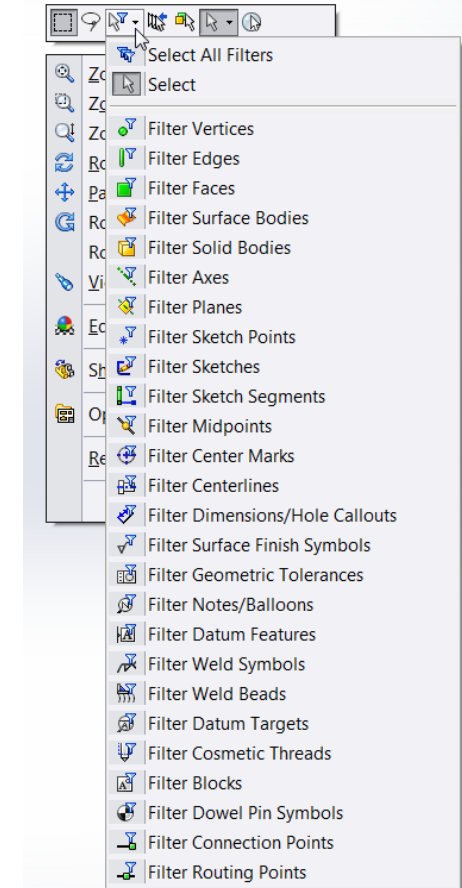 Select All Filters
Select
Filter Vertices
Filter Edges
Filter Faces
Filter Surface Bodies
Filter Solid Bodies
Filter Axes
Filter Planes
Filter Sketch Points
Filter Sketches
Filter Sketch Segments
Filter Midpoints
Filter Center Marks
Filter Centerlines
Filter Dimensions/Hole Callouts
Filter Surface Finish Symbols
Filter Geometric Tolerances
Filter Notes/Balloons
Filter Datum Features
Filter Weld Symbols
Filter Weld Beads
Filter Datum Targets
Filter Cosmetic Threads
Filter Blocks
Filter Dowel Pin Symbols
Filter Connection Points
Filter Routing Points